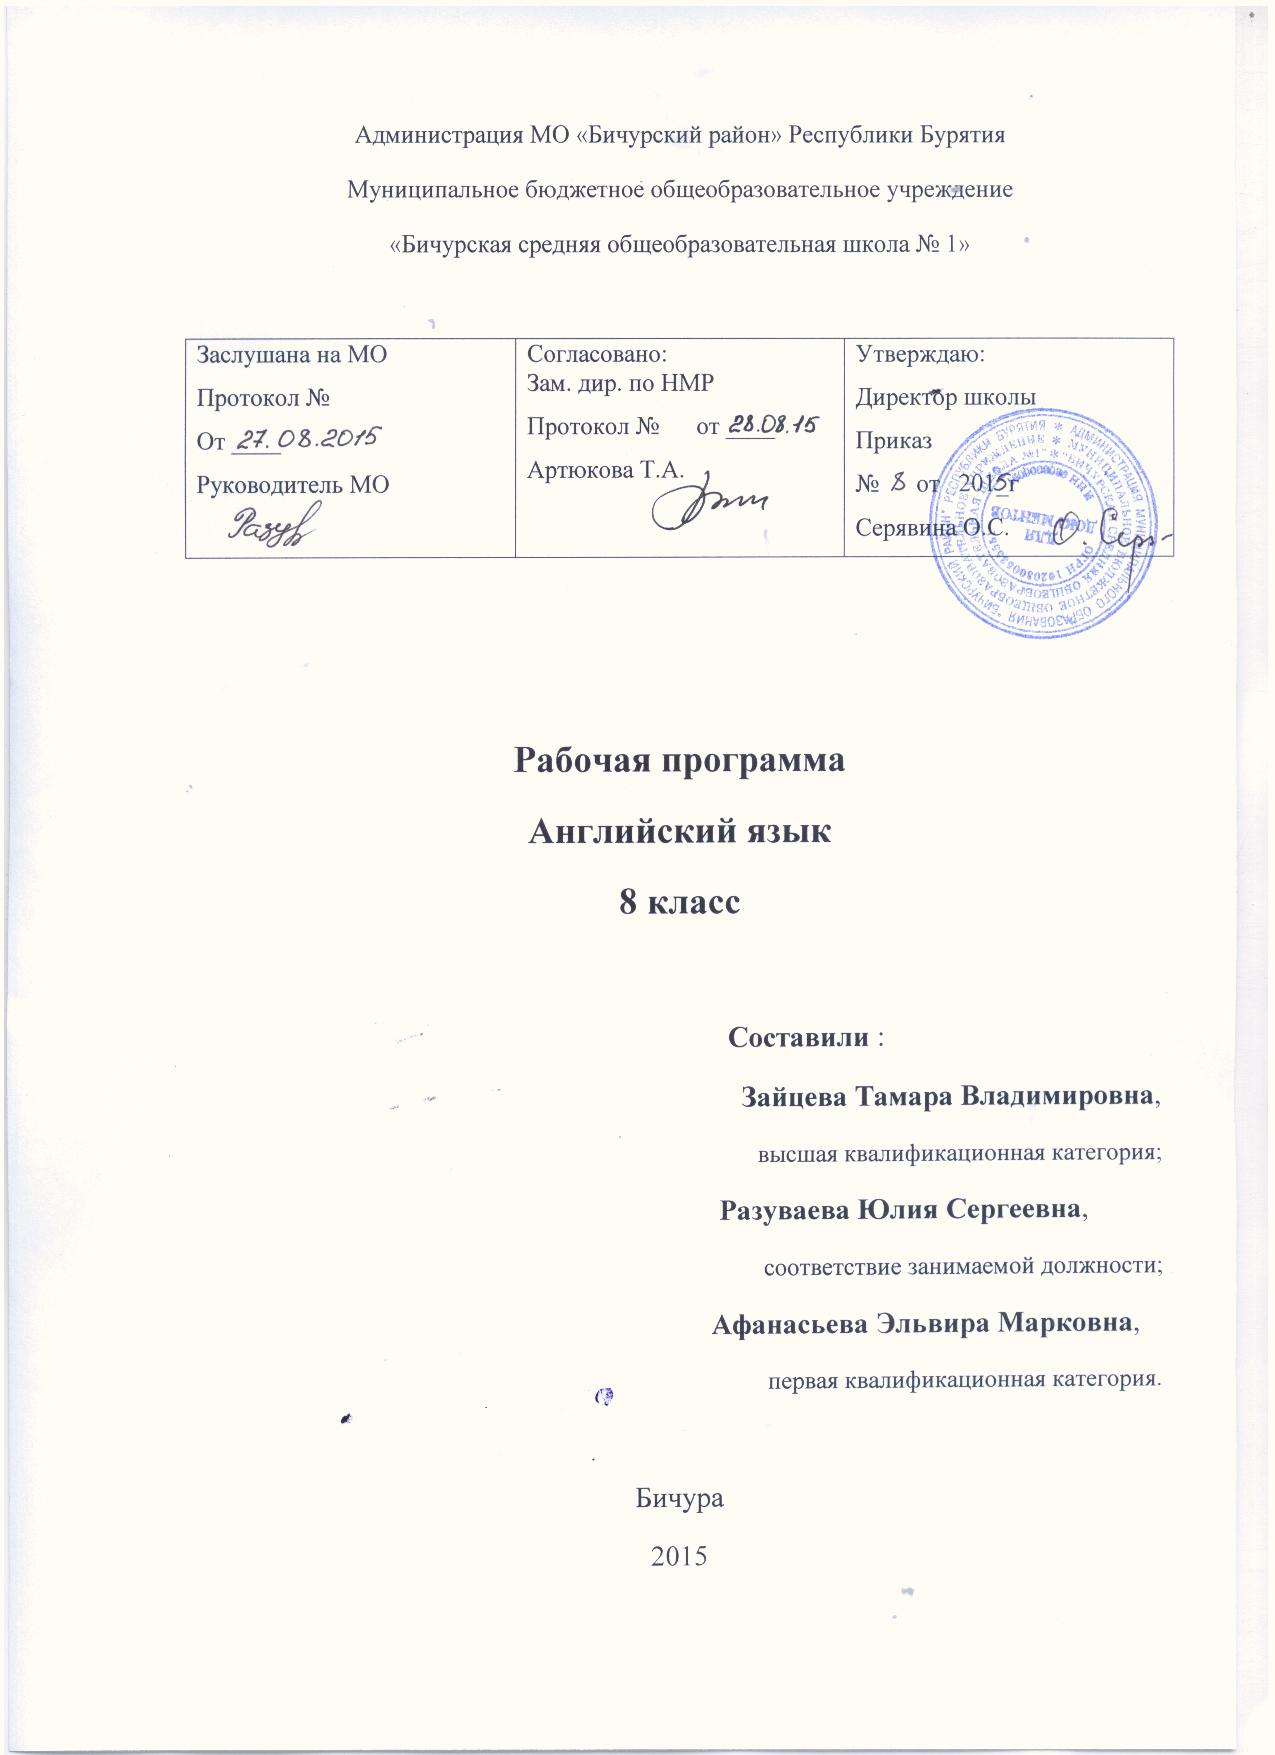 Администрация МО «Бичурский район» Республики Бурятия
Муниципальное бюджетное общеобразовательное учреждение
«Бичурская средняя общеобразовательная школа № 1»
Заслушана на МО
Протокол №
От 27.08.2015
Руководитель МО
Разув
Согласовано:
Зам. дир. по НМР
Протокол № от 28.08.15
Артюкова Т.А.
Утверждаю:
Директор школы
Приказ
№ 8 от 2015г
Серявина О.С.
ДЛЯ
ДОКУМЕНТОВ
Рабочая программа
Английский язык
8 класс
Составили :
Зайцева Тамара Владимировна,
высшая квалификационная категория;
Разуваева Юлия Сергеевна,
соответствие занимаемой должности;
Афанасьева Эльвира Марковна,
первая квалификационная категория.
Бичура
2015